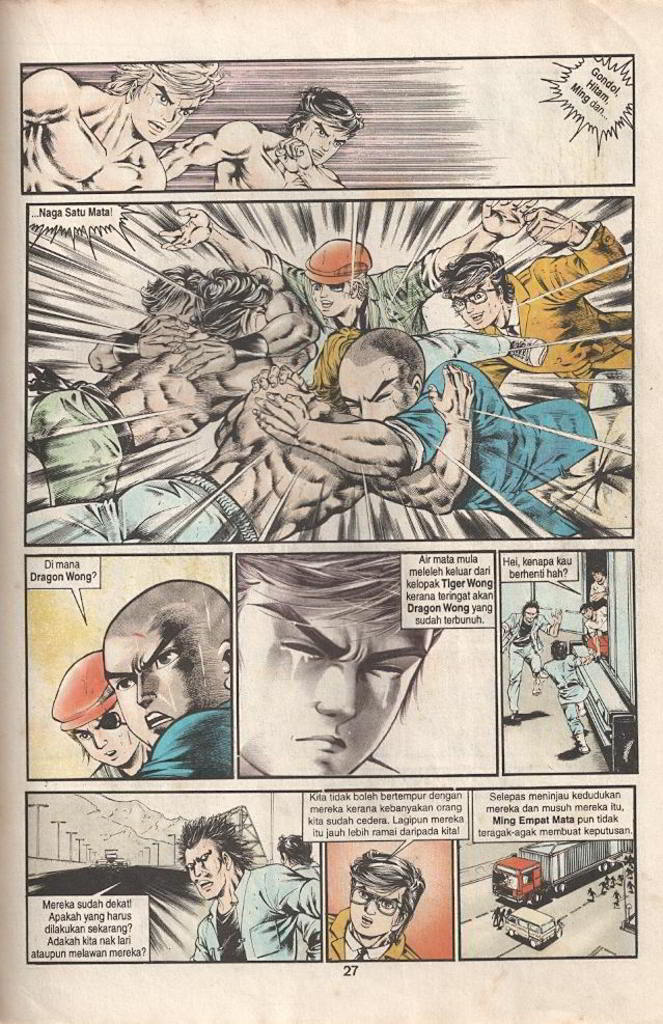 Gondol,
Hitam,
Ming dan...
...Naga Satu Mata!
Di mana
Dragon Wong?
Air mata mula
meleleh keluar dari
kelopak Tiger Wong
kerana teringat akan
Dragon Wong yang
sudah terbunuh.
Hei, kenapa kau
berhenti hah?
Mereka sudah dekat!
Apakah yang harus
dilakukan sekarang?
Adakah kita nak lari
ataupun melawan mereka?
Kita tidak boleh bertempur dengan
mereka kerana kebanyakan orang
kita sudah cedera. Lagipun mereka
itu jauh lebih ramai daripada kita!
Selepas meninjau kedudukan
mereka dan musuh mereka itu,
Ming Empat Mata pun tidak
teragak-agak membuat keputusan.
27